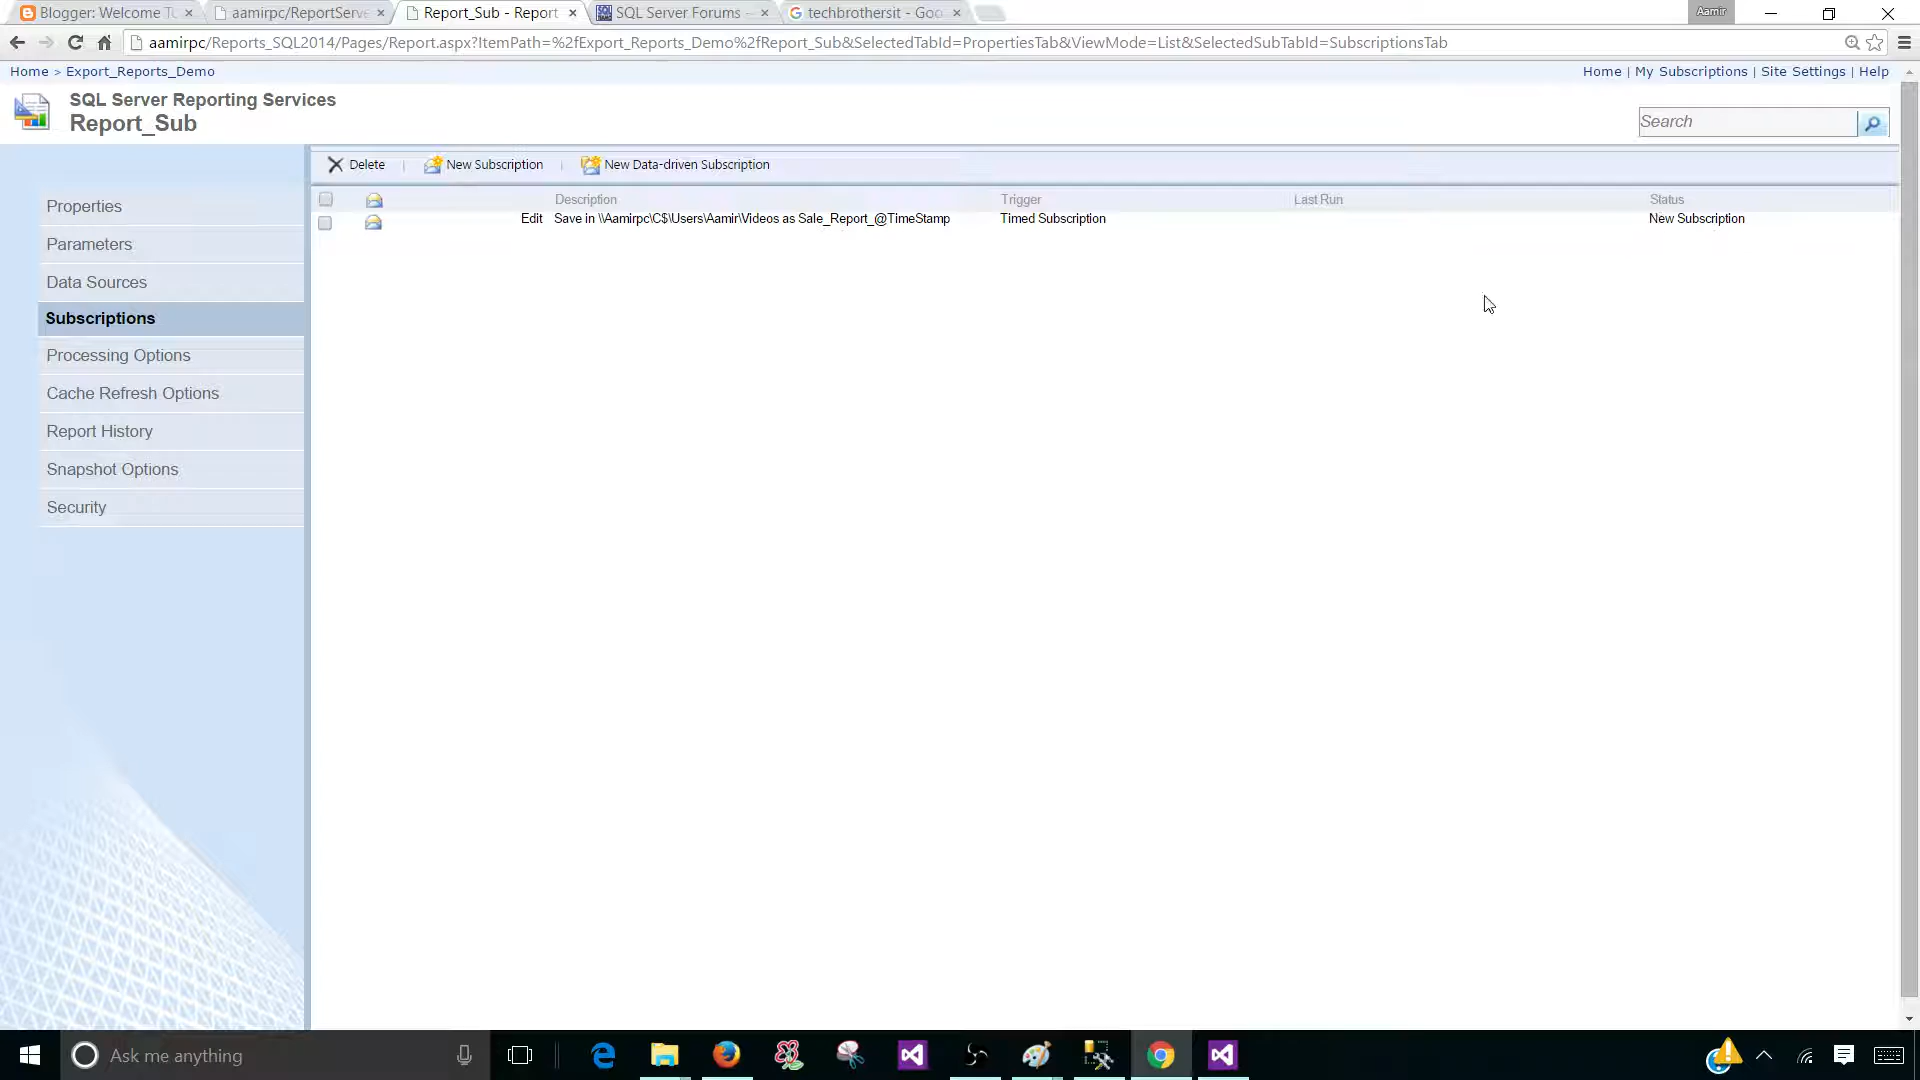 Blogger: Welcome Tu
aamirpc/ReportServe
Report_Sub - Report
SQL Server Forums -
techbrothersit - Goo
Aamir
aamirpc/Reports_SQL2014/Pages/Report.aspx?ItemPath=%2fExport_Reports_Demo%2fReport_Sub&SelectedTabId=PropertiesTab&ViewMode=List&SelectedSubTabId=SubscriptionsTab
Home > Export_Reports_Demo
Home | My Subscriptions | Site Settings | Help
SQL Server Reporting Services
Report_Sub
Search
Delete | New Subscription | New Data-driven Subscription
Description Trigger Last Run Status
Edit Save in \\Aamirpc\C$\Users\Aamir\Videos as Sale_Report_@TimeStamp Timed Subscription New Subscription
Properties
Parameters
Data Sources
Subscriptions
Processing Options
Cache Refresh Options
Report History
Snapshot Options
Security
Ask me anything